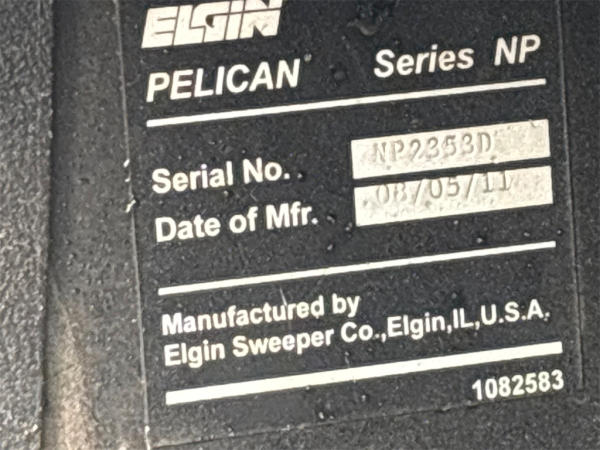 ELGIN
PELICAN® Series NP
Serial No. NP2353D
Date of Mfr. 08/05/11
Manufactured by
Elgin Sweeper Co.,Elgin,IL,U.S.A.
1082583